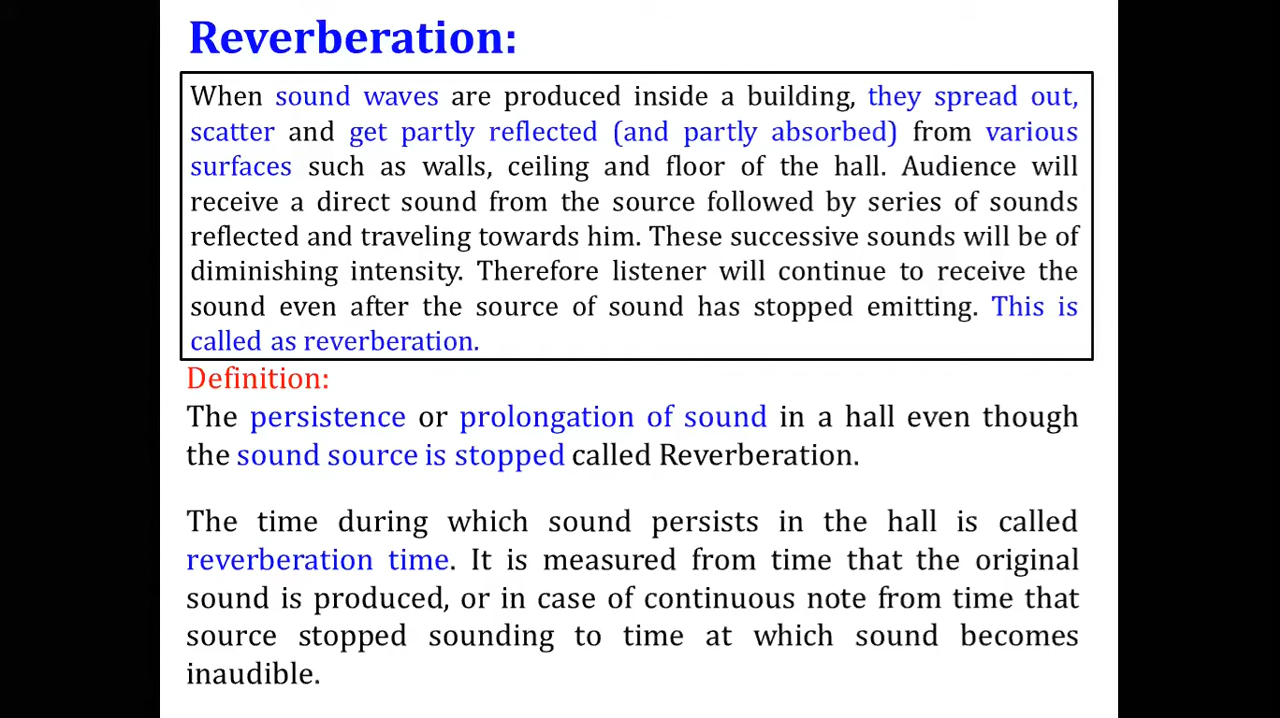 Reverberation:
When sound waves are produced inside a building, they spread out,
scatter and get partly reflected (and partly absorbed) from various
surfaces such as walls, ceiling and floor of the hall. Audience will
receive a direct sound from the source followed by series of sounds
reflected and traveling towards him. These successive sounds will be of
diminishing intensity. Therefore listener will continue to receive the
sound even after the source of sound has stopped emitting. This is
called as reverberation.
Definition:
The persistence or prolongation of sound in a hall even though
the sound source is stopped called Reverberation.
The time during which sound persists in the hall is called
reverberation time. It is measured from time that the original
sound is produced, or in case of continuous note from time that
source stopped sounding to time at which sound becomes
inaudible.